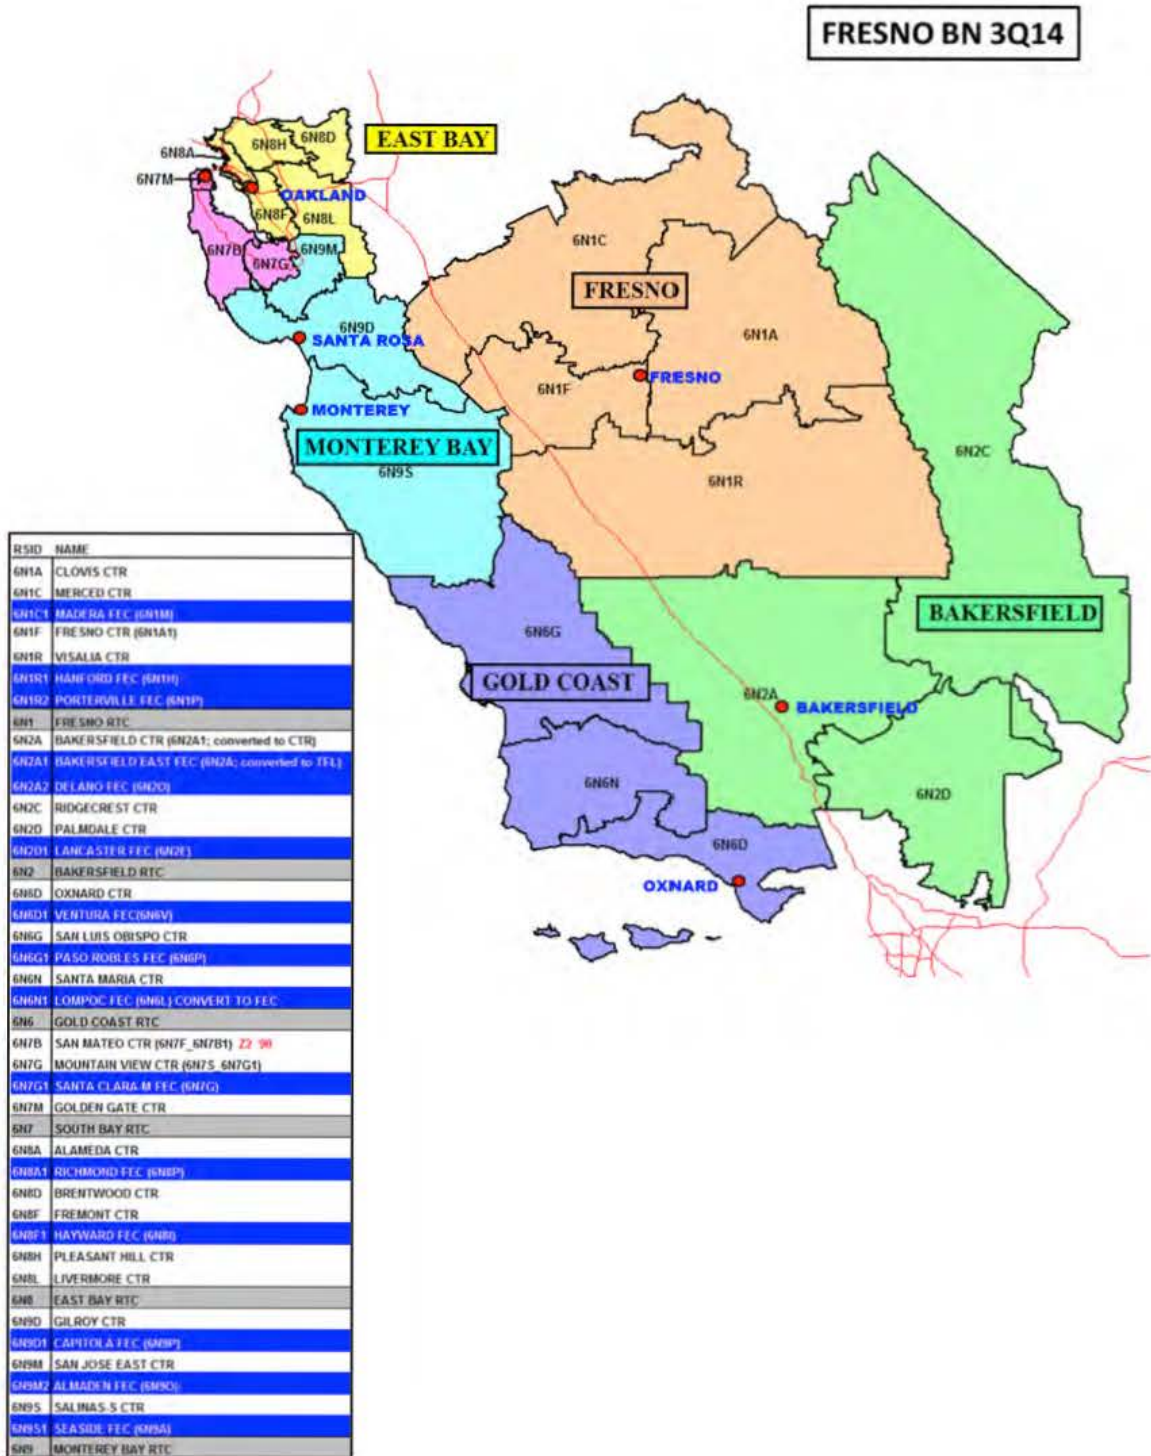 FRESNO BN 3Q14
EAST BAY
6N8A
6N8H
6N8D
6N7M
OAKLAND
6N8F
6N8L
6N7B
6N7G
6N9M
6N1C
FRESNO
6N9D
SANTA ROSA
6N1A
6N1F
FRESNO
MONTEREY
MONTEREY BAY
6N9S
6N2C
6N1R
BAKERSFIELD
6N6G
GOLD COAST
6N2A
BAKERSFIELD
6N6N
6N2D
6N6D
OXNARD
RSID NAME
6N1A CLOVIS CTR
6N1C MERCED CTR
6N1C1 MADERA FEC (6N1M)
6N1F FRESNO CTR (6N1A1)
6N1R VISALIA CTR
6N1R1 HANFORD FEC (6N1H)
6N1R2 PORTERVILLE FEC (6N1P)
6N1 FRESNO RTC
6N2A BAKERSFIELD CTR (6N2A1; converted to CTR)
6N2A1 BAKERSFIELD EAST FEC (6N2A; converted to TFL)
6N2A2 DELANO FEC (6N2O)
6N2C RIDGECREST CTR
6N2D PALMDALE CTR
6N2D1 LANCASTER FEC (6N2E)
6N2 BAKERSFIELD RTC
6N6D OXNARD CTR
6N6D1 VENTURA FEC(6N6V)
6N6G SAN LUIS OBISPO CTR
6N6G1 PASO ROBLES FEC (6N6P)
6N6N SANTA MARIA CTR
6N6N1 LOMPOC FEC (6N6L) CONVERT TO FEC
6N6 GOLD COAST RTC
6N7B SAN MATEO CTR (6N7F_6N7B1) Z2 90
6N7G MOUNTAIN VIEW CTR (6N7S_6N7G1)
6N7G1 SANTA CLARA-M FEC (6N7G)
6N7M GOLDEN GATE CTR
6N7 SOUTH BAY RTC
6N8A ALAMEDA CTR
6N8A1 RICHMOND FEC (6N8P)
6N8D BRENTWOOD CTR
6N8F FREMONT CTR
6N8F1 HAYWARD FEC
6N8H PLEASANT HILL CTR
6N8L LIVERMORE CTR
6N8 EAST BAY RTC
6N9D GILROY CTR
6N9D1 CAPITOLA FEC (6N9P)
6N9M SAN JOSE EAST CTR
6N9M2 ALMADEN FEC (6N9O)
6N9S SALINAS-S CTR
6N9S1 SEASIDE FEC (6N9A)
6N9 MONTEREY BAY RTC